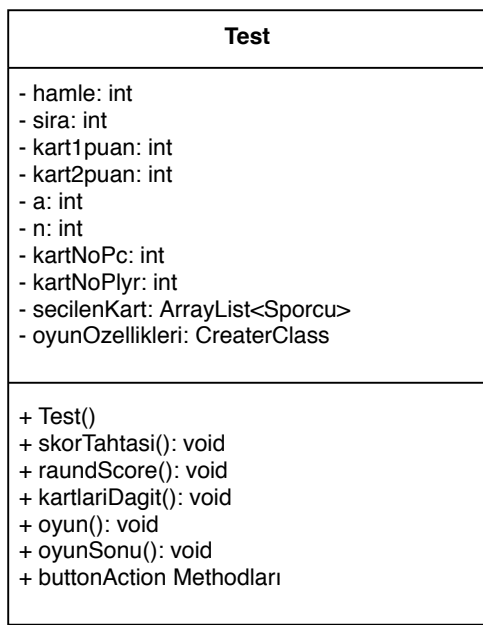 Test
- hamle: int
- sira: int
- kart1puan: int
- kart2puan: int
- a: int
- n: int
- kartNoPc: int
- kartNoPlyr: int
- secilenKart: ArrayList<Sporcu>
- oyunOzellikleri: CreaterClass
+ Test()
+ skorTahtasi(): void
+ raundScore(): void
+ kartlariDagit(): void
+ oyun(): void
+ oyunSonu(): void
+ buttonAction Methodları